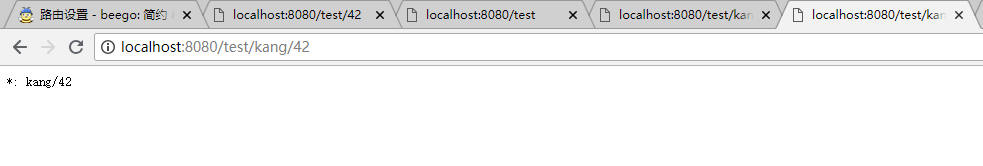 路由设置 - beego: 简约
localhost:8080/test/42
localhost:8080/test
localhost:8080/test/kang
localhost:8080/test/kan
localhost:8080/test/kang/42
*: kang/42